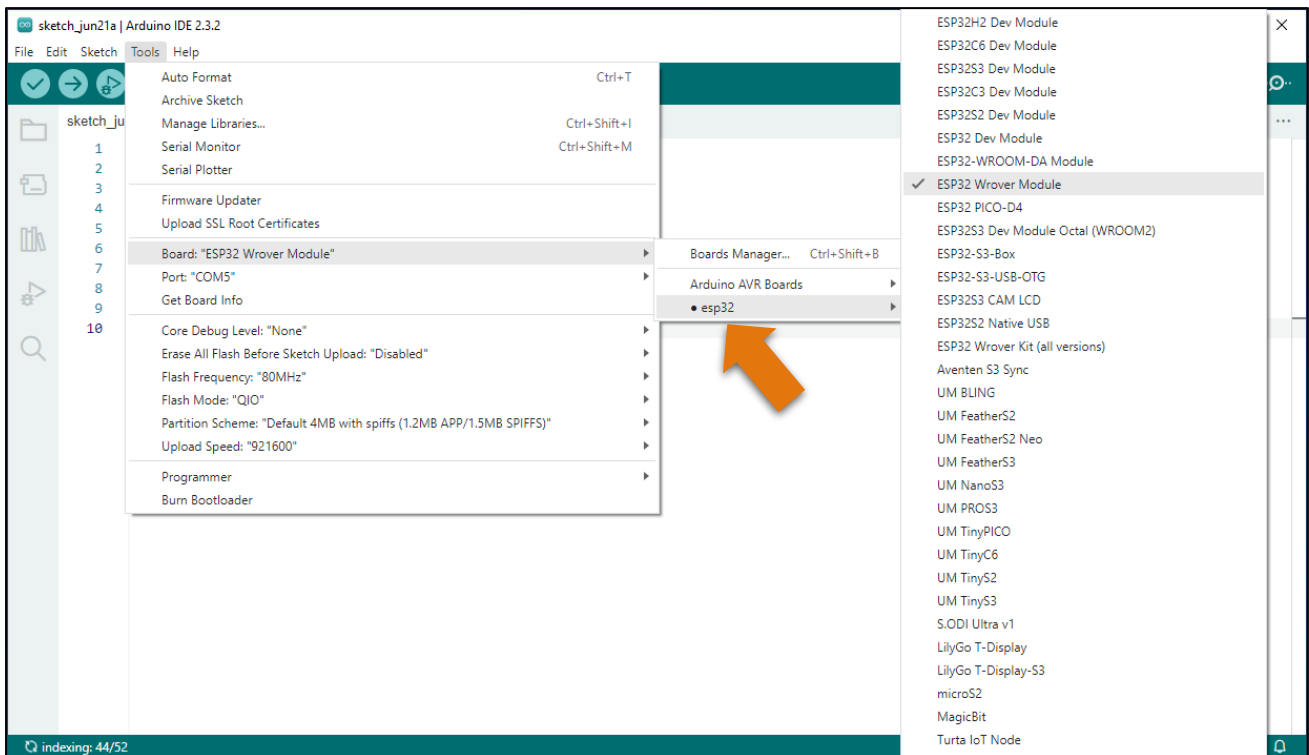 sketch_jun21a | Arduino IDE 2.3.2
File Edit Sketch Tools Help
sketch_ju
1
2
3
4
5
6
7
8
9
10
Auto Format Ctrl+T
Archive Sketch
Manage Libraries... Ctrl+Shift+I
Serial Monitor Ctrl+Shift+M
Serial Plotter
Firmware Updater
Upload SSL Root Certificates
Board: "ESP32 Wrover Module"
Port: "COM5"
Get Board Info
Core Debug Level: "None"
Erase All Flash Before Sketch Upload: "Disabled"
Flash Frequency: "80MHz"
Flash Mode: "QIO"
Partition Scheme: "Default 4MB with spiffs (1.2MB APP/1.5MB SPIFFS)"
Upload Speed: "921600"
Programmer
Burn Bootloader
Boards Manager... Ctrl+Shift+B
Arduino AVR Boards
• esp32
ESP32H2 Dev Module
ESP32C6 Dev Module
ESP32S3 Dev Module
ESP32C3 Dev Module
ESP32S2 Dev Module
ESP32 Dev Module
ESP32-WROOM-DA Module
✓ ESP32 Wrover Module
ESP32 PICO-D4
ESP32S3 Dev Module Octal (WROOM2)
ESP32-S3-Box
ESP32-S3-USB-OTG
ESP32S3 CAM LCD
ESP32S2 Native USB
ESP32 Wrover Kit (all versions)
Aventen S3 Sync
UM BLING
UM FeatherS2
UM FeatherS2 Neo
UM FeatherS3
UM NanoS3
UM PROS3
UM TinyPICO
UM TinyC6
UM TinyS2
UM TinyS3
S.ODI Ultra v1
LilyGo T-Display
LilyGo T-Display-S3
microS2
MagicBit
Turta IoT Node
indexing: 44/52